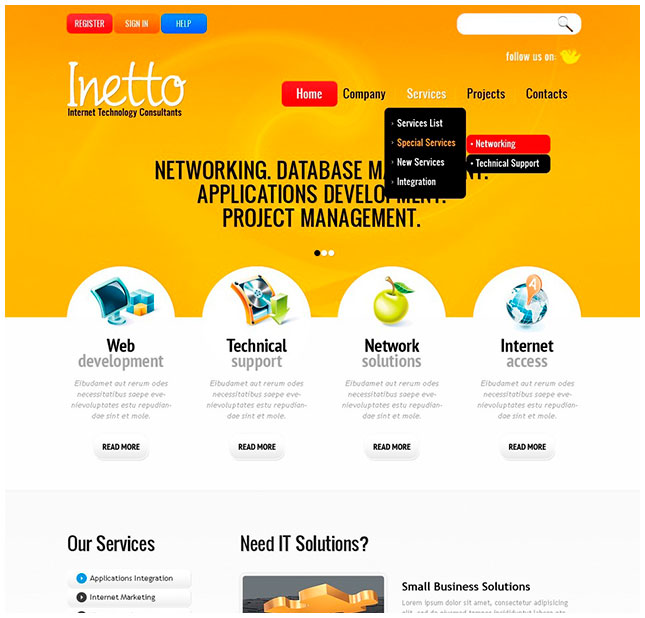 REGISTER SIGN IN HELP
follow us on:
Inetto
Internet Technology Consultants
Home Company Services Projects Contacts
Services List
Special Services
New Services
Integration
Networking
Technical Support
NETWORKING. DATABASE MA NT.
APPLICATIONS DEVELO
PROJECT MANAGEMENT.
Web
development
Elbudamet aut rerum odes
necessitatibus saepe eve-
nievoluptates estu repudian-
dae sint et mole.
READ MORE
Technical
support
Elbudamet aut rerum odes
necessitatibus saepe eve-
nievoluptates estu repudian-
dae sint et mole.
READ MORE
Network
solutions
Elbudamet aut rerum odes
necessitatibus saepe eve-
nievoluptates estu repudian-
dae sint et mole.
READ MORE
4
Internet
access
Elbudamet aut rerum odes
necessitatibus saepe eve-
nievoluptates estu repudian-
dae sint et mole.
READ MORE
Our Services
Applications Integration
Internet Marketing
Need IT Solutions?
Small Business Solutions
Lorem ipsum dolor sit amet, consectetur adipisicing